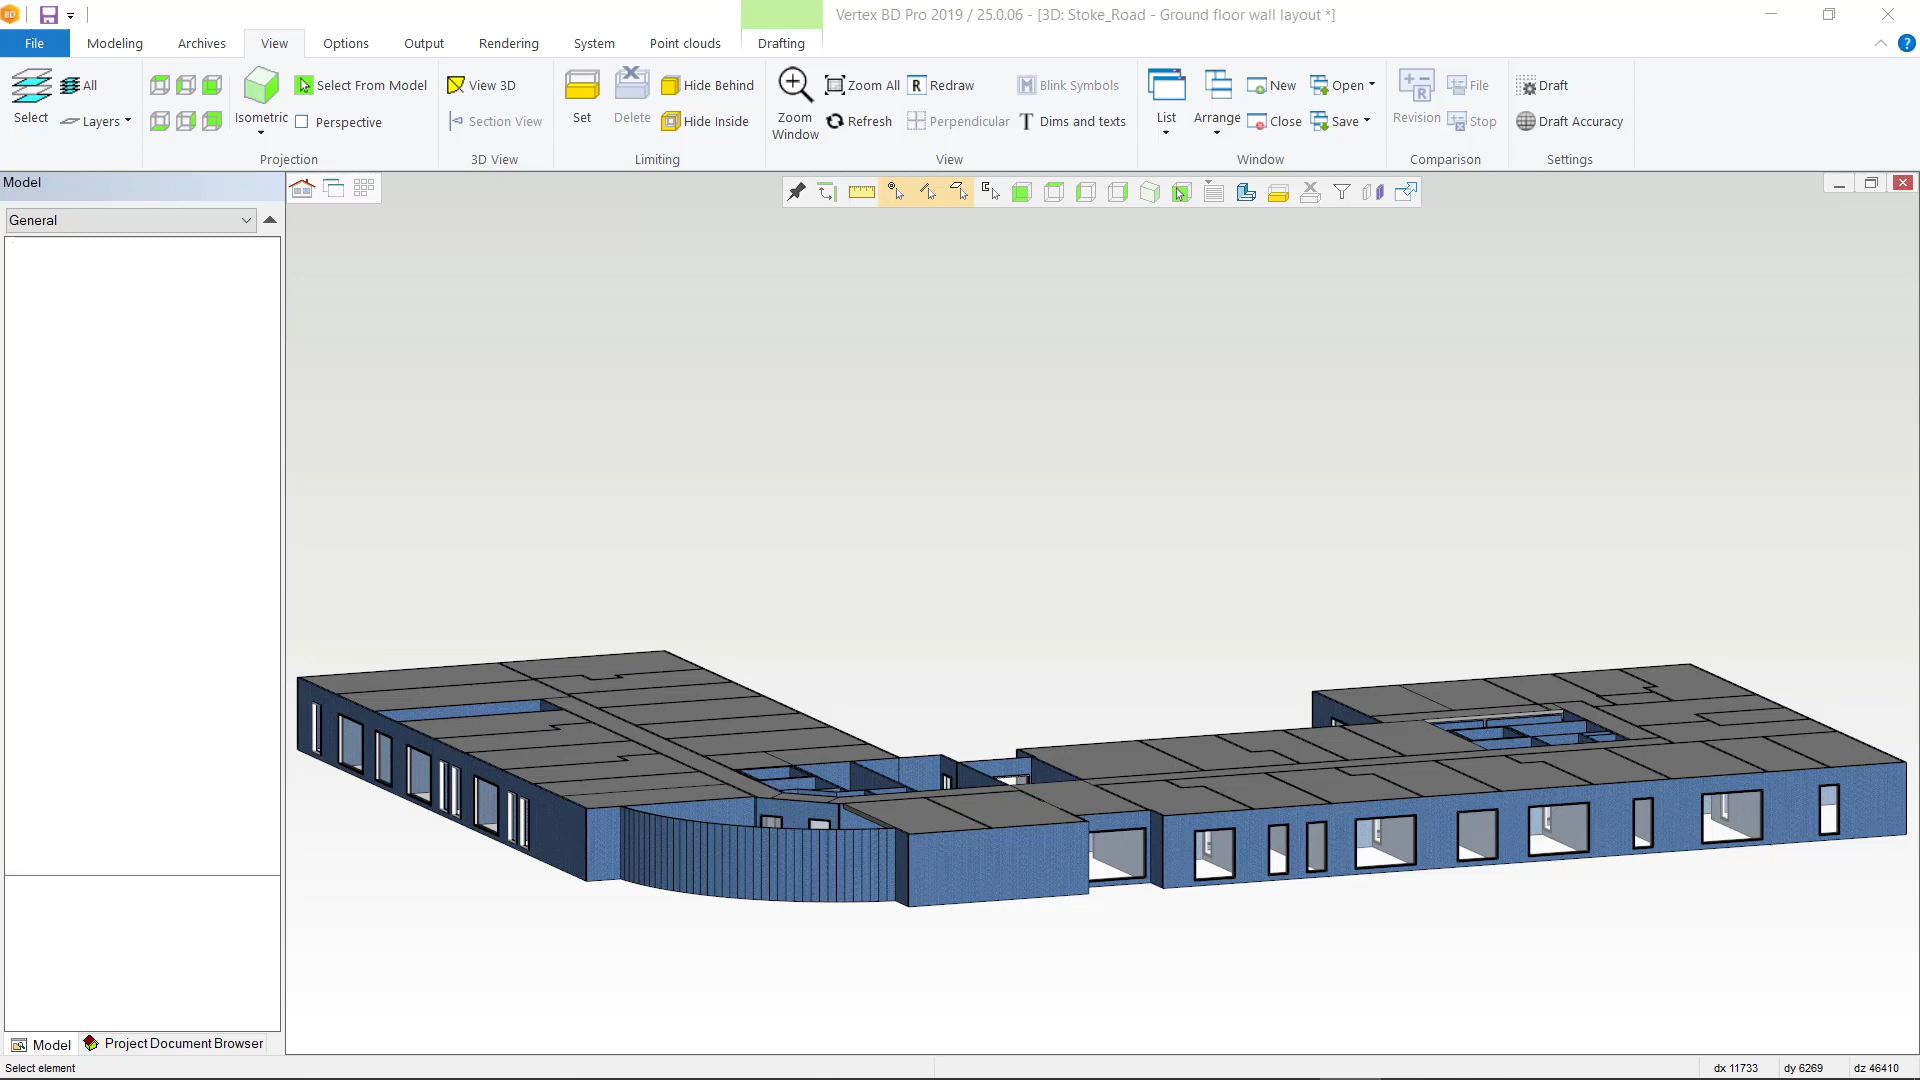 BD
Vertex BD Pro 2019 / 25.0.06 - [3D: Stoke_Road - Ground floor wall layout *]
File Modeling Archives View Options Output Rendering System Point clouds Drafting
Select All Layers
Isometric Select From Model Perspective
Projection
View 3D Section View
3D View
Set Delete Hide Behind Hide Inside
Limiting
Zoom Window Zoom All Refresh R Redraw Perpendicular Blink Symbols T Dims and texts
View
List Arrange New Close Open Save
Window
R Revision File Stop
Comparison
Draft Draft Accuracy
Settings
Model
General
Model Project Document Browser
Select element
dx 11733 dy 6269 dz 46410